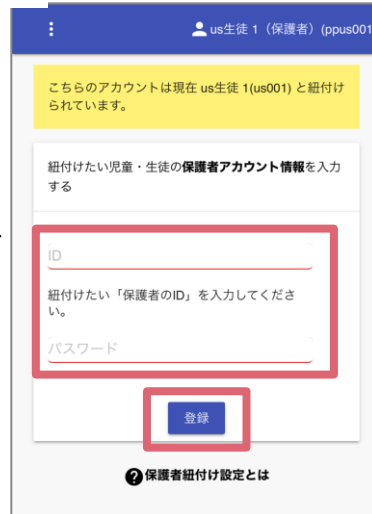 us生徒 1（保護者）(ppus001
こちらのアカウントは現在 us生徒 1(us001) と紐付け
られています。
紐付けたい児童・生徒の保護者アカウント情報を入力
する
ID
紐付けたい「保護者のID」を入力してくださ
い。
パスワード
登録
?保護者紐付け設定とは